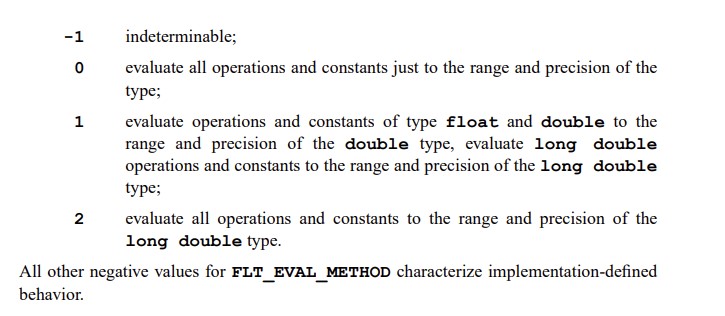 -1 indeterminable;
0 evaluate all operations and constants just to the range and precision of the
type;
1 evaluate operations and constants of type float and double to the
range and precision of the double type, evaluate long double
operations and constants to the range and precision of the long double
type;
2 evaluate all operations and constants to the range and precision of the
long double type.
All other negative values for FLT_EVAL_METHOD characterize implementation-defined
behavior.